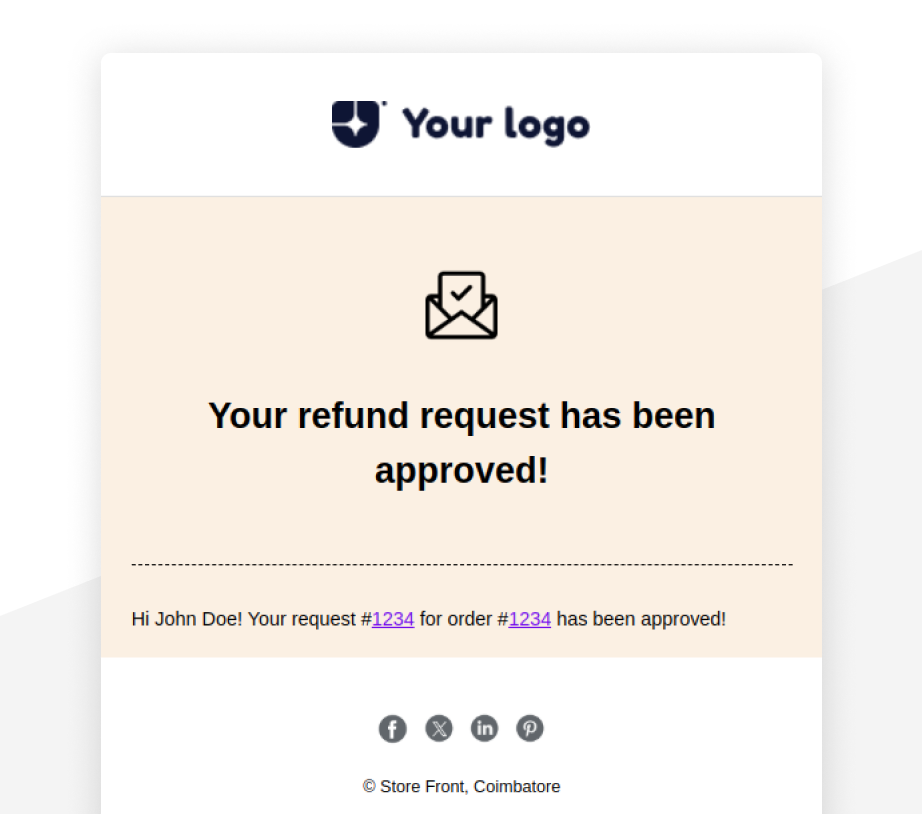 Your logo
Your refund request has been
approved!
Hi John Doe! Your request #1234 for order #1234 has been approved!
© Store Front, Coimbatore